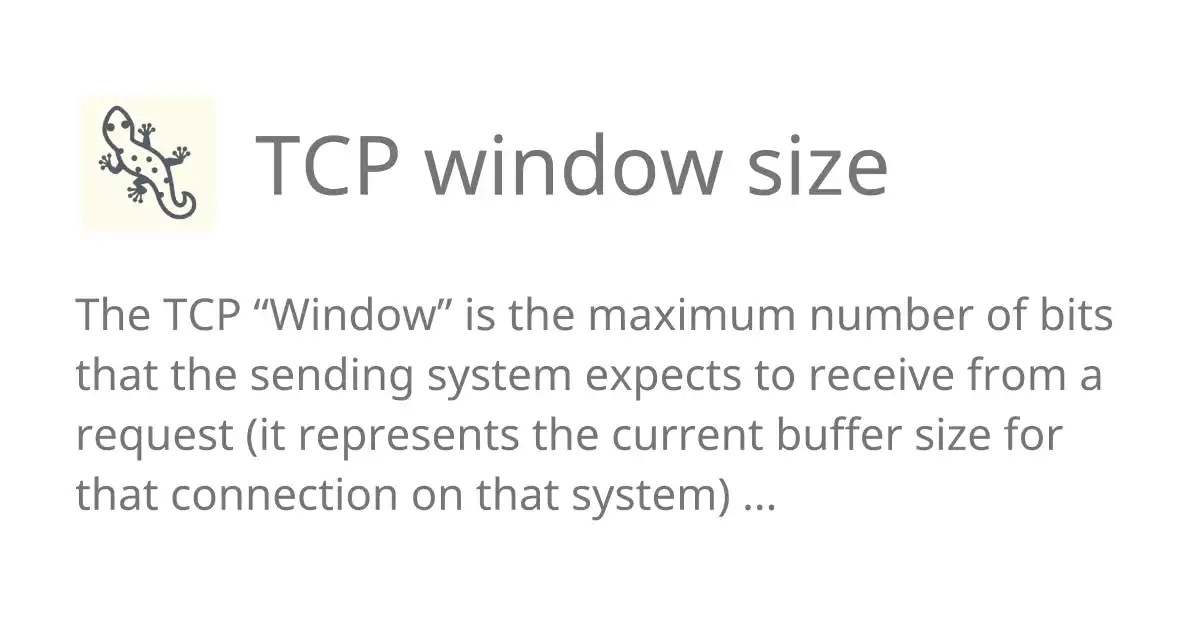 TCP window size
The TCP “Window” is the maximum number of bits
that the sending system expects to receive from a
request (it represents the current buffer size for
that connection on that system) ...